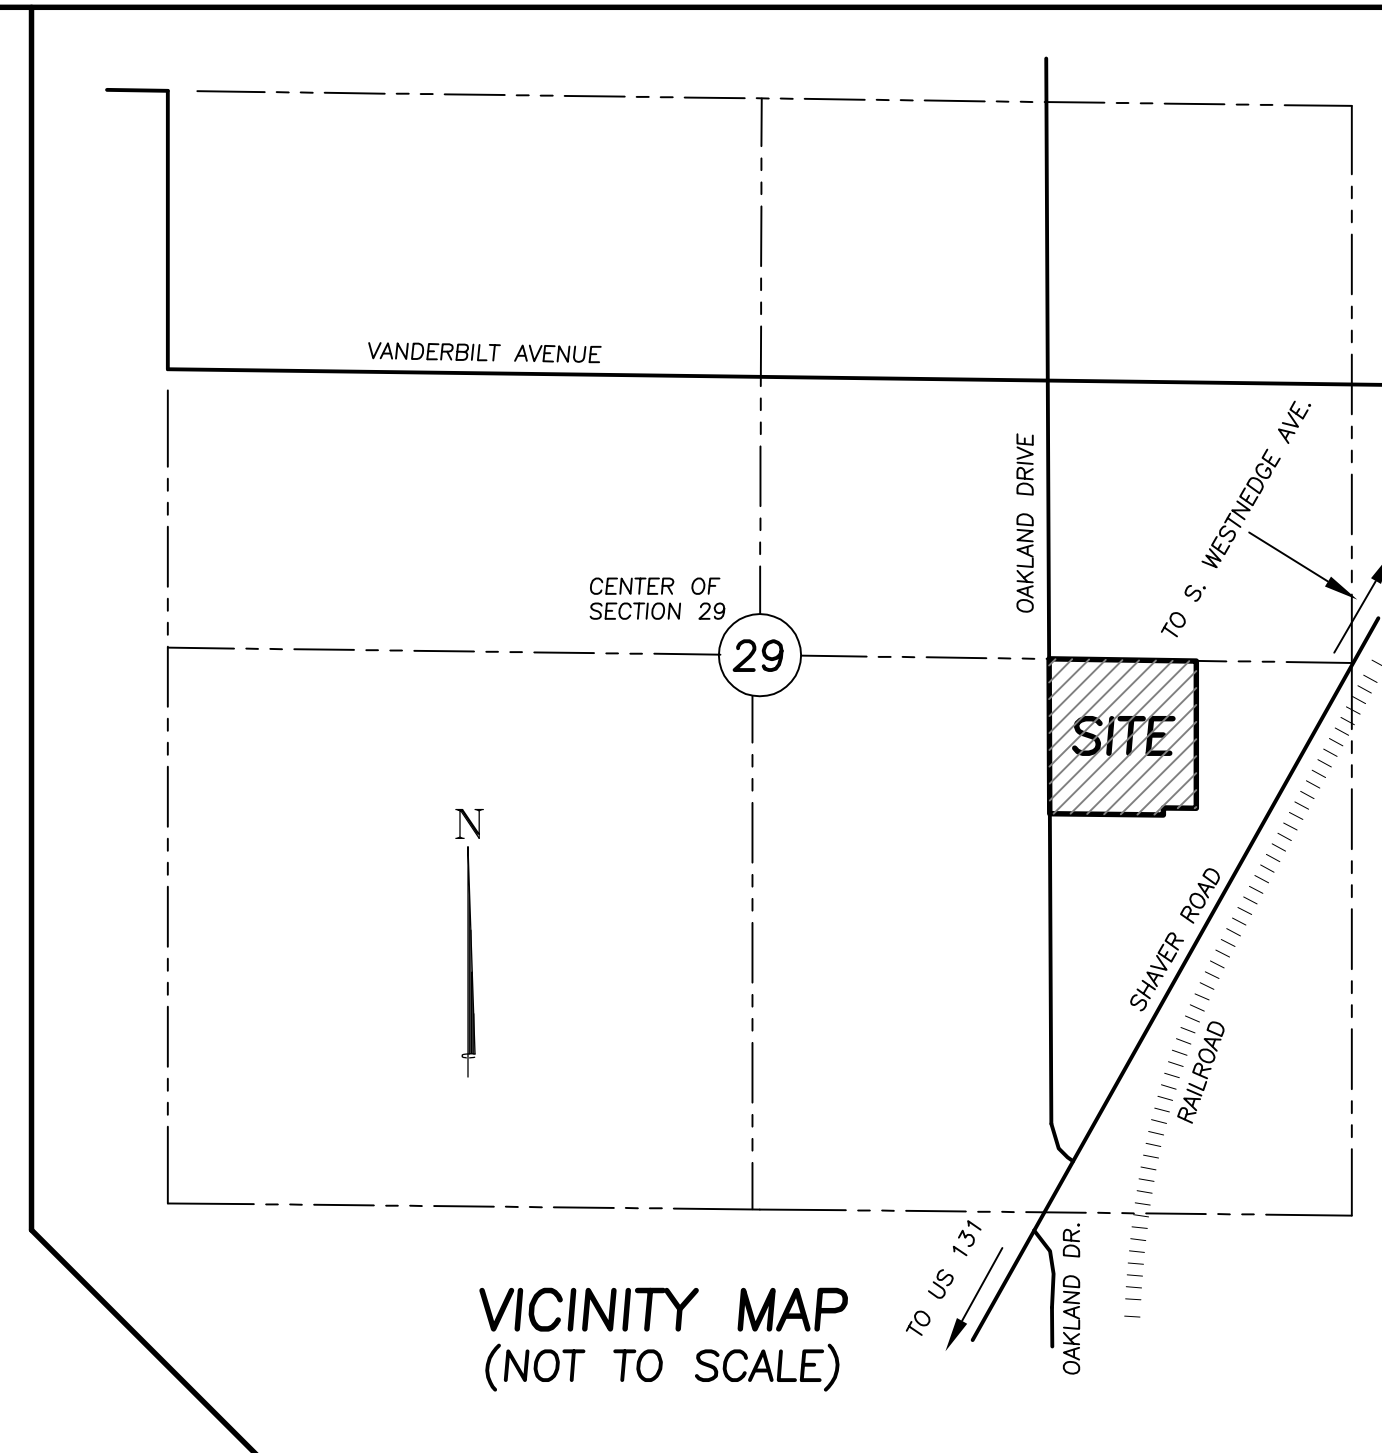 VANDERBILT AVENUE
OAKLAND DRIVE
TO S. WESTNEDGE AVE.
CENTER OF
SECTION 29
29
SITE
N
SHAVER ROAD
RAILROAD
TO US 131
OAKLAND DR.
VICINITY MAP
(NOT TO SCALE)